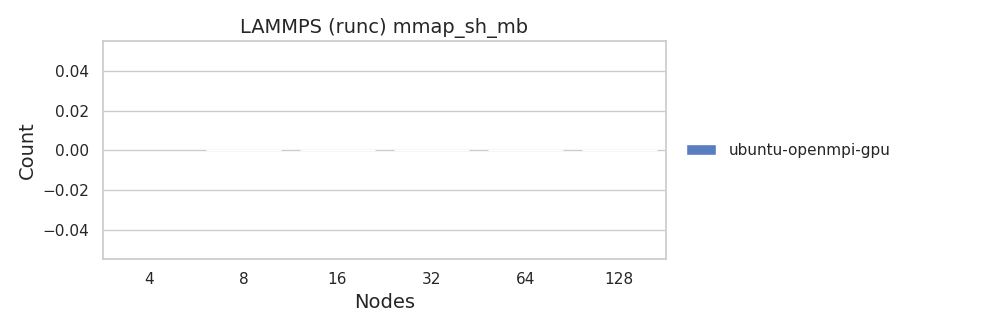 LAMMPS (runc) mmap_sh_mb
Count
0.04
0.02
0.00
−0.02
−0.04
4 8 16 32 64 128
Nodes
ubuntu-openmpi-gpu